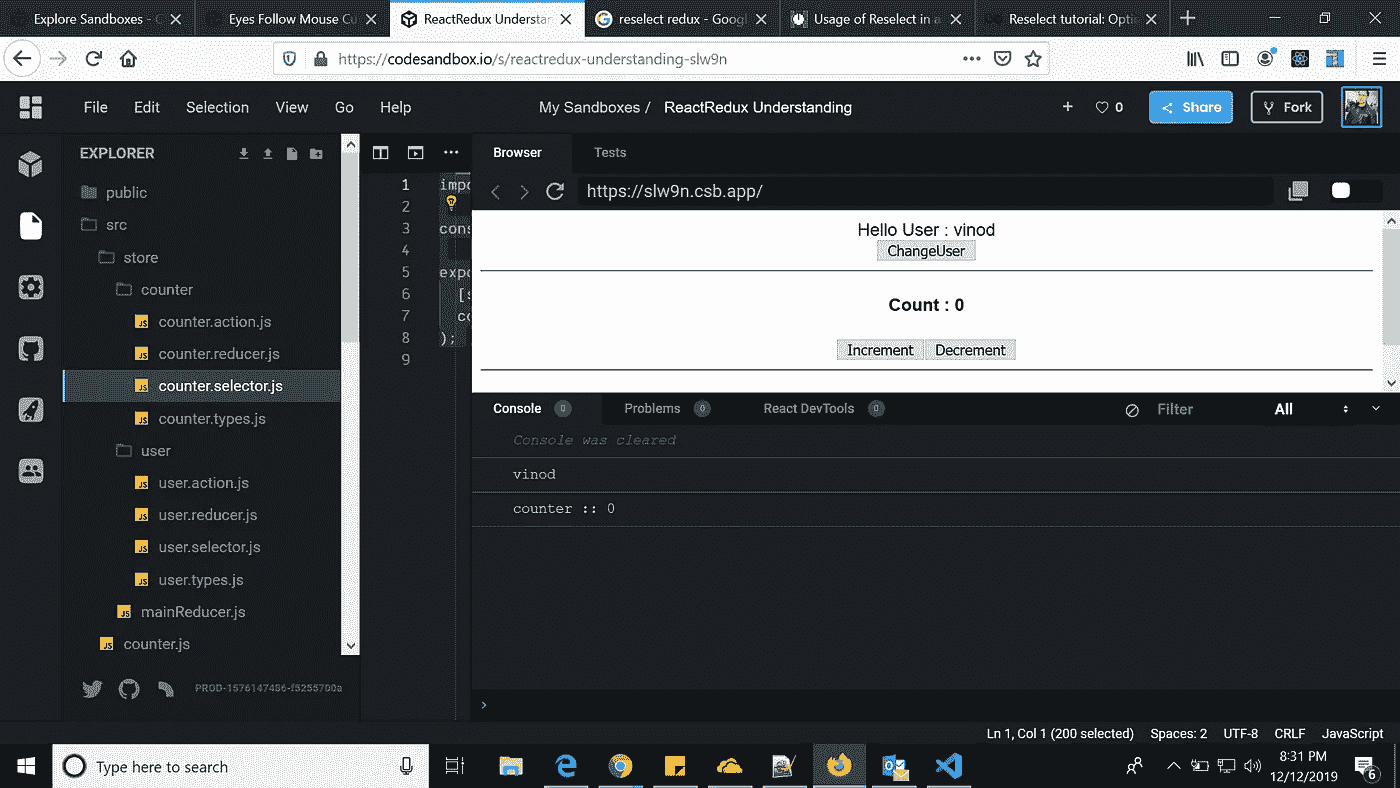 Explore Sandboxes - C
Eyes Follow Mouse Cu
ReactRedux Understan
reselect redux - Googl
Usage of Reselect in a
Reselect tutorial: Opti
https://codesandbox.io/s/reactredux-understanding-slw9n
File Edit Selection View Go Help
My Sandboxes / ReactRedux Understanding
+ 0 Share Fork
EXPLORER
public
src
store
counter
counter.action.js
counter.reducer.js
counter.selector.js
counter.types.js
user
user.action.js
user.reducer.js
user.selector.js
user.types.js
mainReducer.js
counter.js
PROD-1576147486-f5255700a
1 impo
2
3 cons
4
5 expo
6 [s
7 co
8 );
9
Browser Tests
https://slw9n.csb.app/
Hello User : vinod
ChangeUser
Count : 0
Increment Decrement
Console 0 Problems 0 React DevTools 0 Filter All
Console was cleared
vinod
counter :: 0
Ln 1, Col 1 (200 selected) Spaces: 2 UTF-8 CRLF JavaScript
Type here to search
8:31 PM
12/12/2019
6